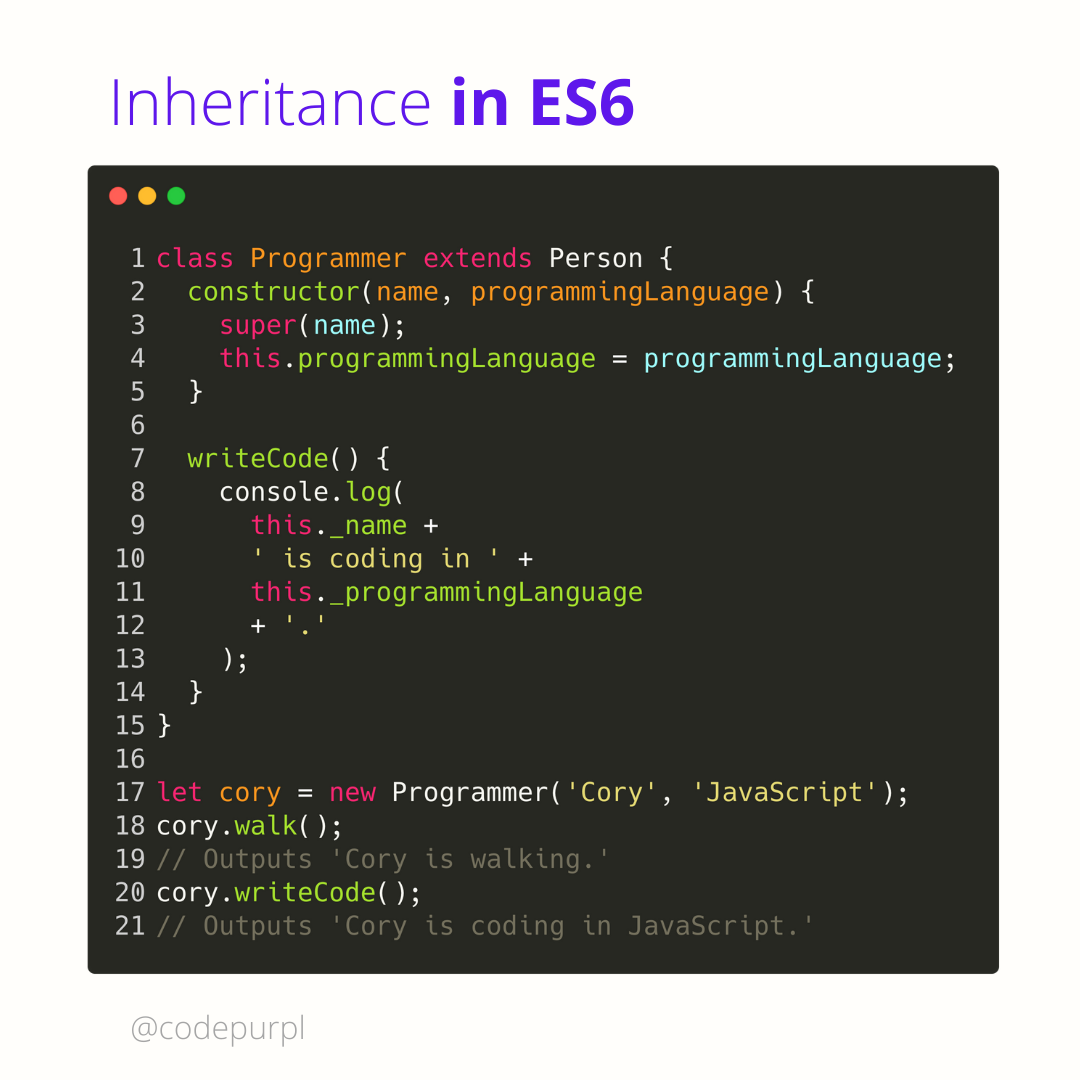 Inheritance in ES6
1 class Programmer extends Person {
2   constructor(name, programmingLanguage) {
3     super(name);
4     this.programmingLanguage = programmingLanguage;
5   }
6
7   writeCode() {
8     console.log(
9       this._name +
10       ' is coding in ' +
11       this._programmingLanguage
12       + '.'
13     );
14   }
15 }
16
17 let cory = new Programmer('Cory', 'JavaScript');
18 cory.walk();
19 // Outputs 'Cory is walking.'
20 cory.writeCode();
21 // Outputs 'Cory is coding in JavaScript.'
@codepurpl